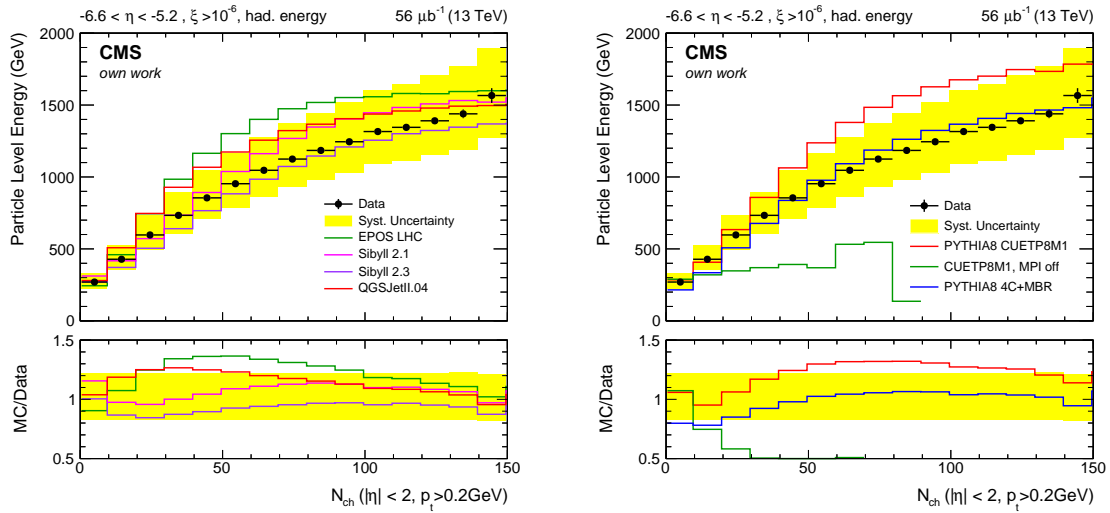 -6.6 < η < -5.2 , ξ >10⁻⁶, had. energy 56 μb⁻¹ (13 TeV)
Particle Level Energy (GeV)
2000
1500
1000
500
0
CMS
own work
Data
Syst. Uncertainty
EPOS LHC
Sibyll 2.1
Sibyll 2.3
QGSJetII.04
MC/Data
1.5
1
0.5
0 50 100 150
N_ch (|η| < 2, p_t>0.2GeV)
-6.6 < η < -5.2 , ξ >10⁻⁶, had. energy 56 μb⁻¹ (13 TeV)
Particle Level Energy (GeV)
2000
1500
1000
500
0
CMS
own work
Data
Syst. Uncertainty
PYTHIA8 CUETP8M1
CUETP8M1, MPI off
PYTHIA8 4C+MBR
MC/Data
1.5
1
0.5
0 50 100 150
N_ch (|η| < 2, p_t>0.2GeV)